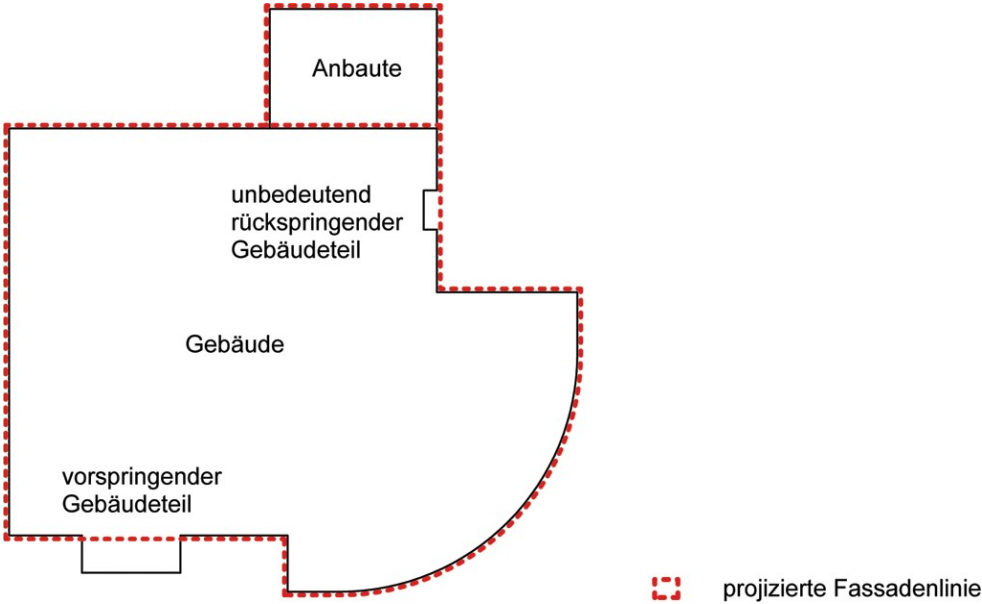 Anbaute
unbedeutend
rückspringender
Gebäudeteil
Gebäude
vorspringender
Gebäudeteil
projizierte Fassadenlinie